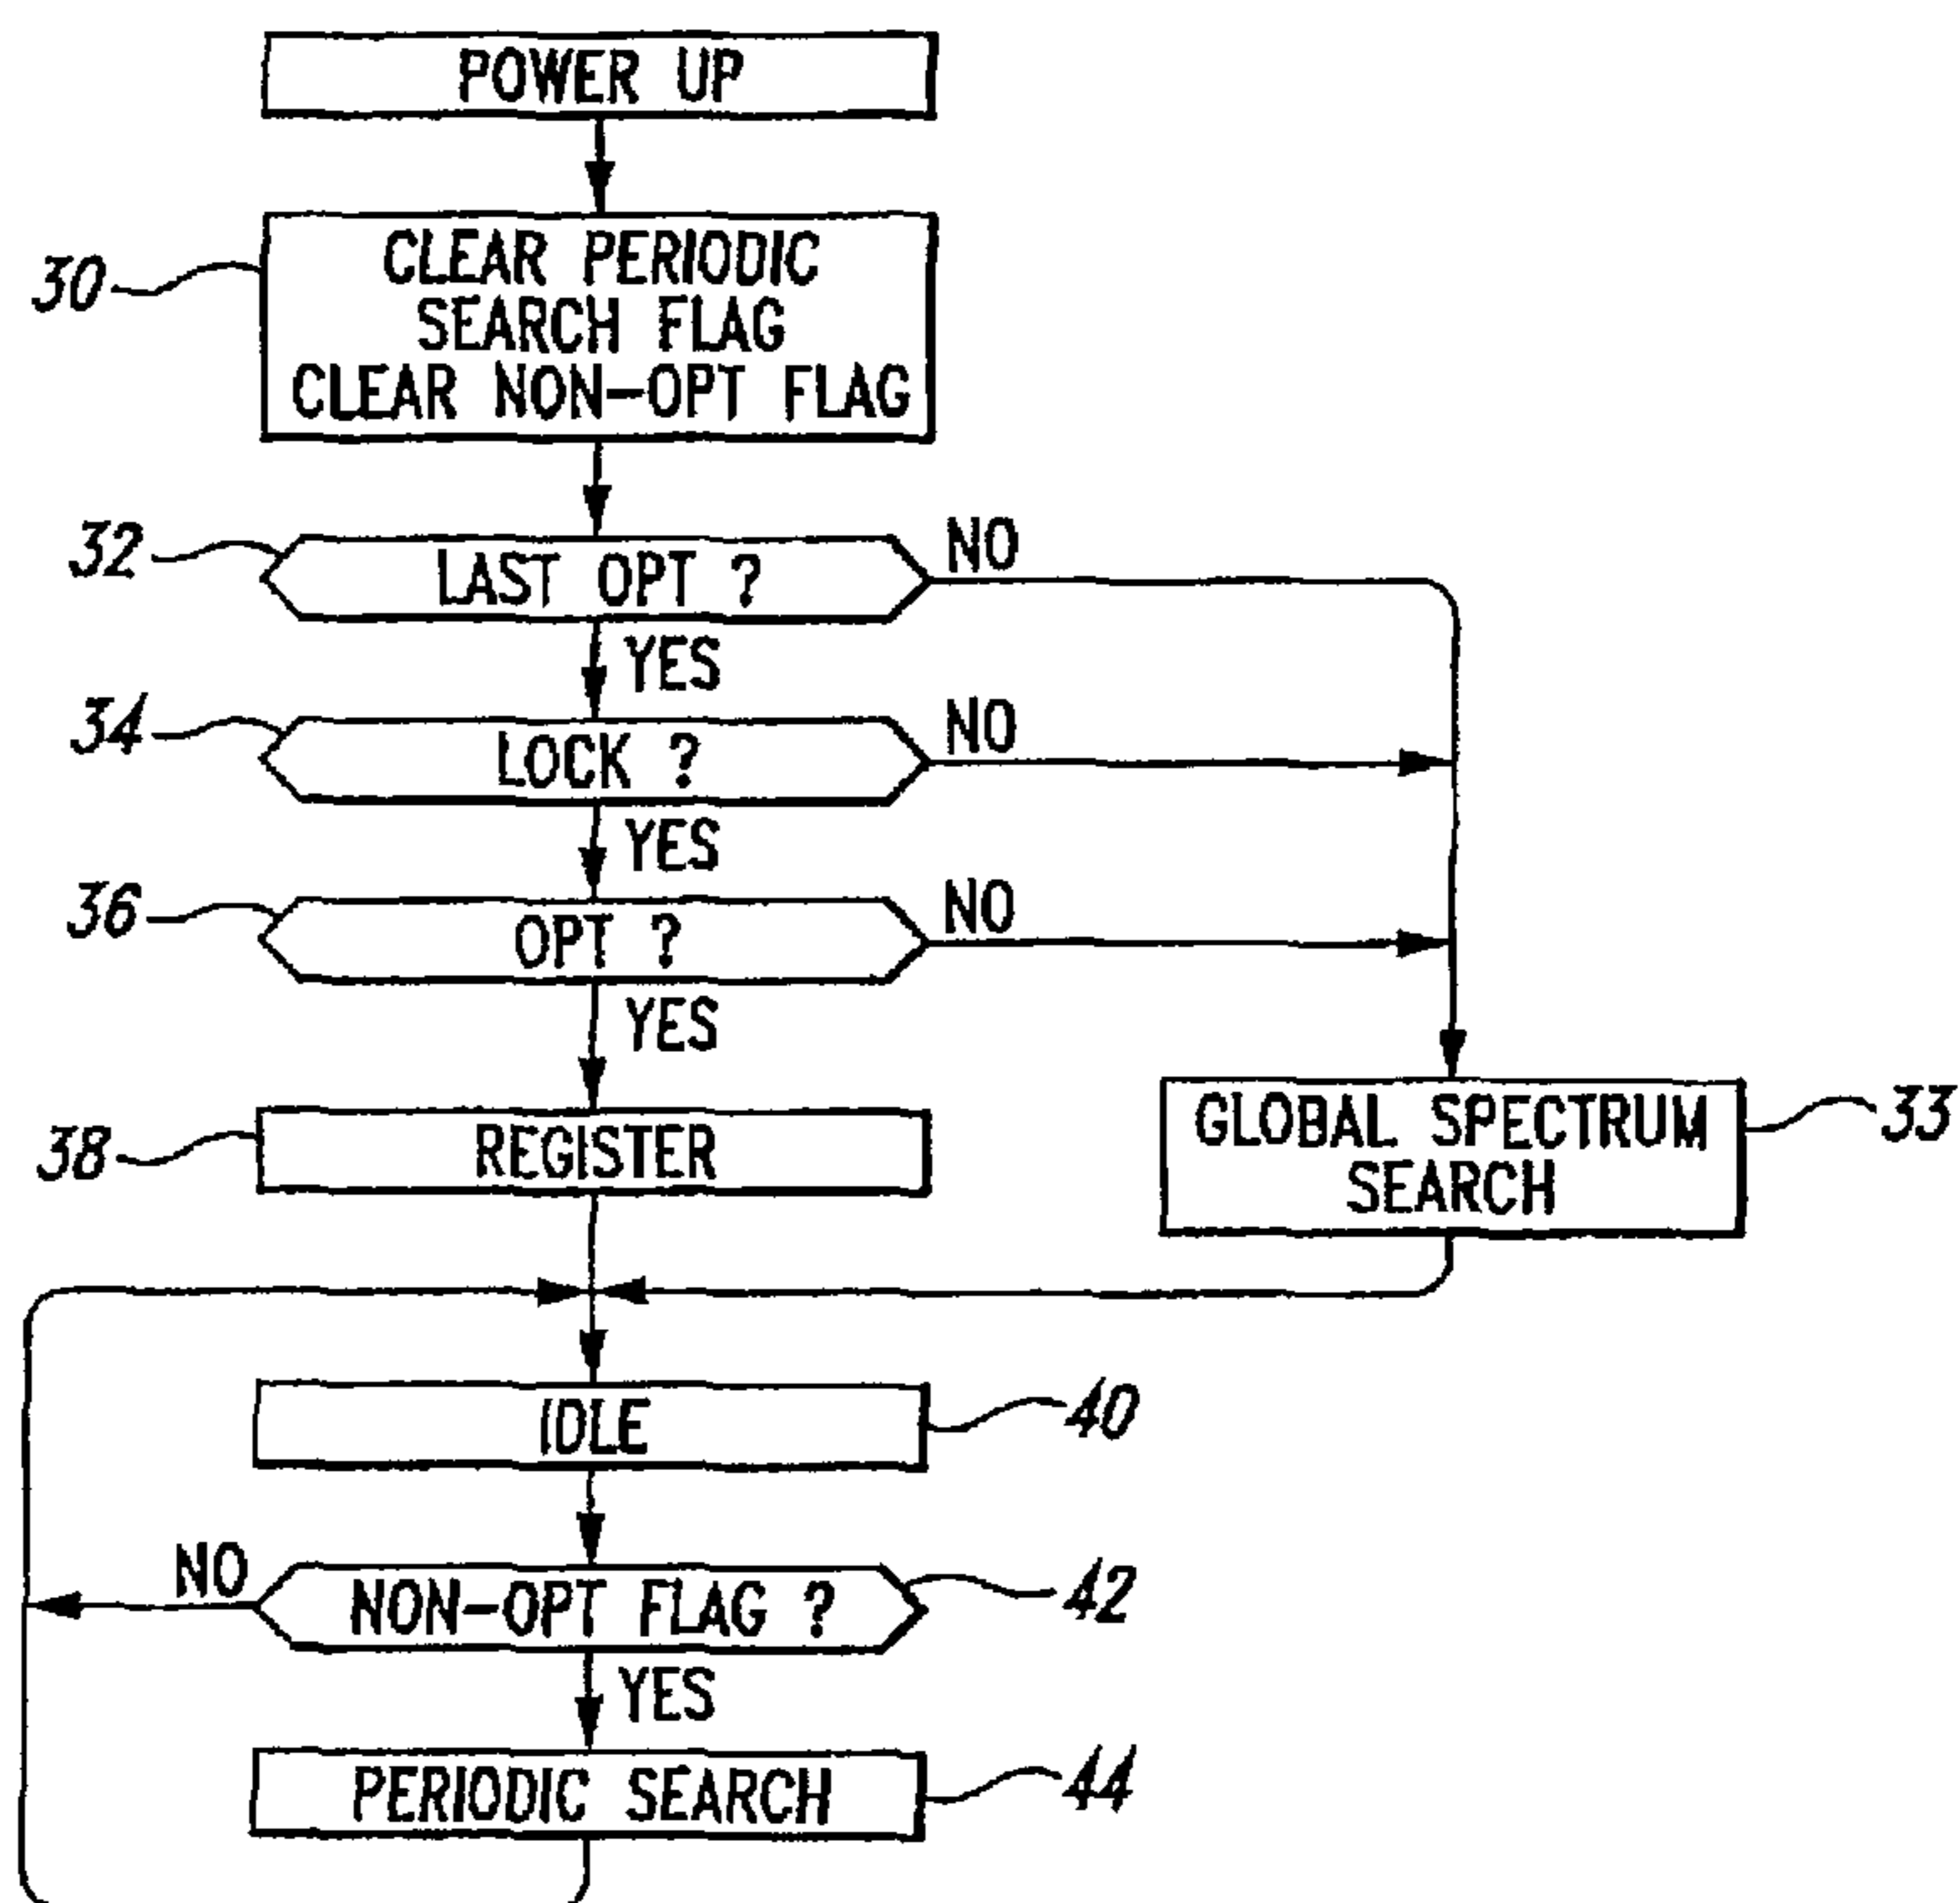 POWER UP
30
CLEAR PERIODIC
SEARCH FLAG
CLEAR NON-OPT FLAG
32
LAST OPT ?
NO
YES
34
LOCK ?
NO
YES
36
OPT ?
NO
YES
38
REGISTER
GLOBAL SPECTRUM
SEARCH
33
IDLE
40
NO
NON-OPT FLAG ?
42
YES
PERIODIC SEARCH
44